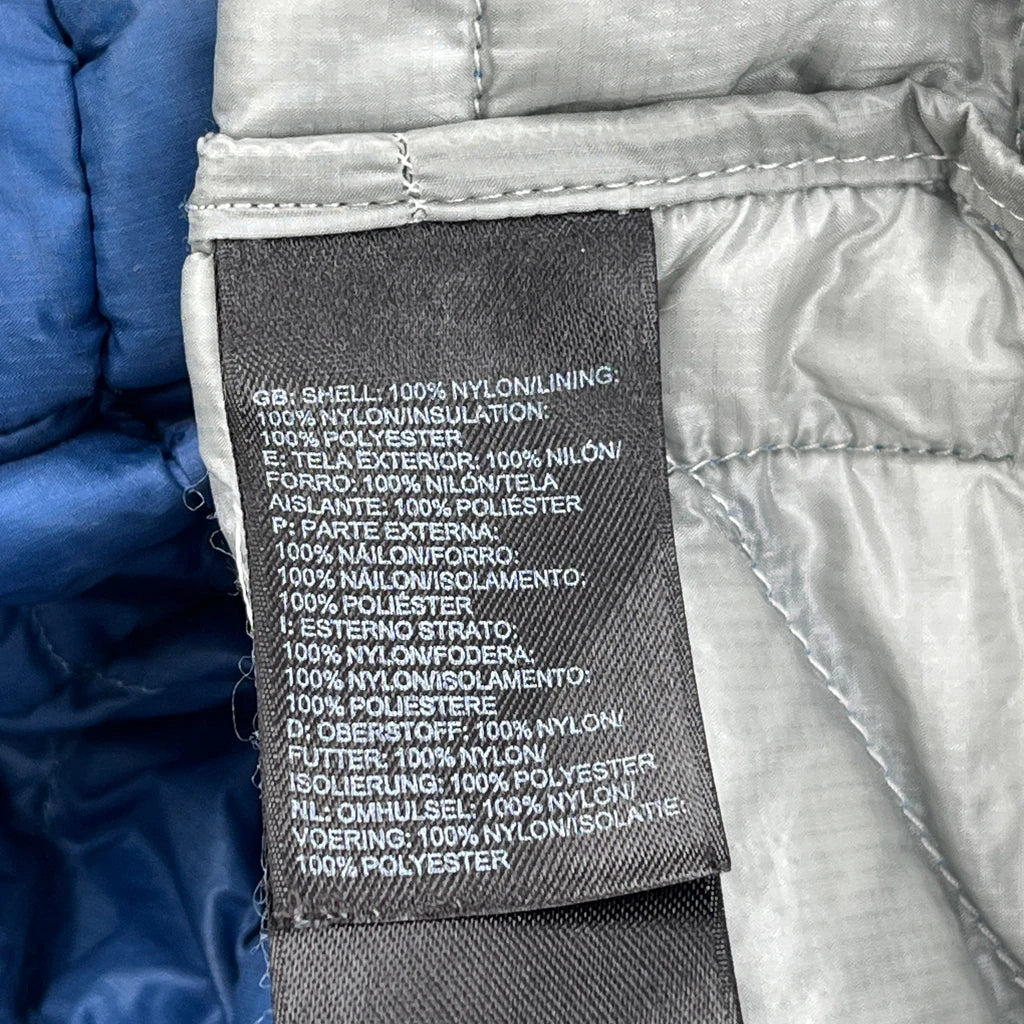 GB: SHELL: 100% NYLON/LINING:
100% NYLON/INSULATION:
100% POLYESTER
E: TELA EXTERIOR: 100% NILÓN/
FORRO: 100% NILÓN/TELA
AISLANTE: 100% POLIÉSTER
P: PARTE EXTERNA:
100% NÁILON/FORRO:
100% NÁILON/ISOLAMENTO:
100% POLIÉSTER
I: ESTERNO STRATO:
100% NYLON/FODERA:
100% NYLON/ISOLAMENTO:
100% POLIESTERE
D: OBERSTOFF: 100% NYLON/
FUTTER: 100% NYLON/
ISOLIERUNG: 100% POLYESTER
NL: OMHULSEL: 100% NYLON/
VOERING: 100% NYLON/ISOLATIE:
100% POLYESTER